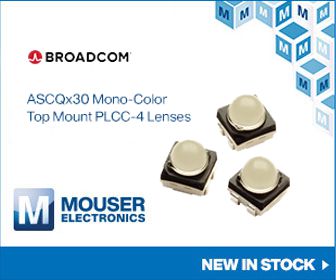 BROADCOM®
ASCQx30 Mono-Color
Top Mount PLCC-4 Lenses
M
MOUSER
ELECTRONICS
NEW IN STOCK